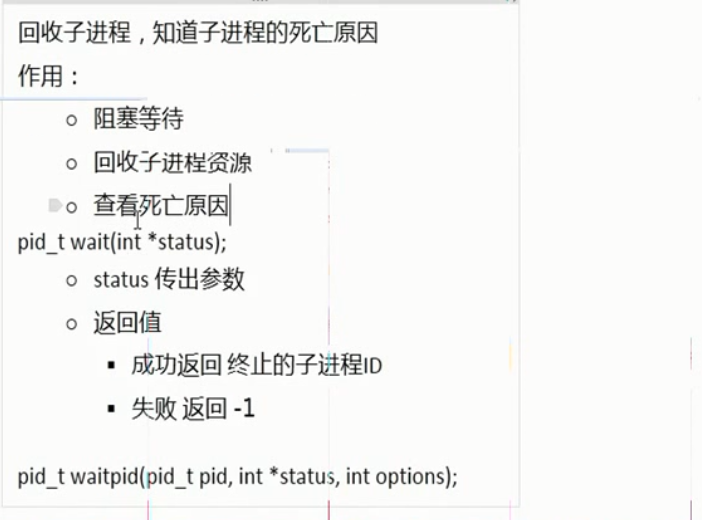 回收子进程，知道子进程的死亡原因
作用：
○ 阻塞等待
○ 回收子进程资源
○ 查看死亡原因
pid_t wait(int *status);
○ status 传出参数
○ 返回值
▪ 成功返回 终止的子进程ID
▪ 失败 返回 -1
pid_t waitpid(pid_t pid, int *status, int options);